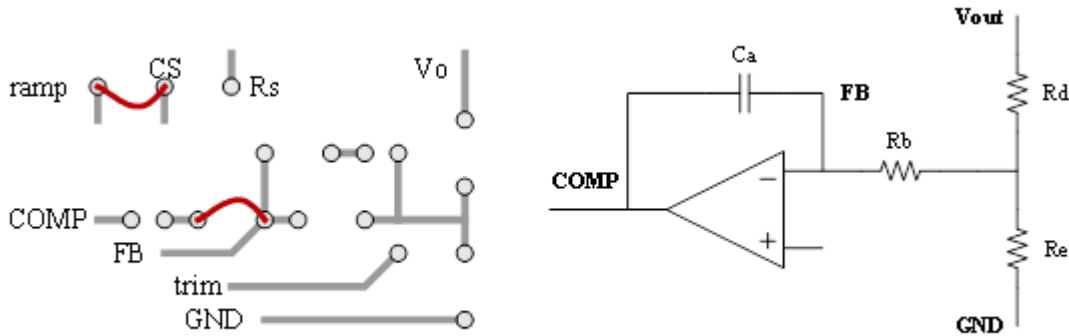 ramp
CS
Rs
Vo
COMP
FB
trim
GND
Vout
Ca
FB
Rd
Rb
COMP
−
+
Re
GND